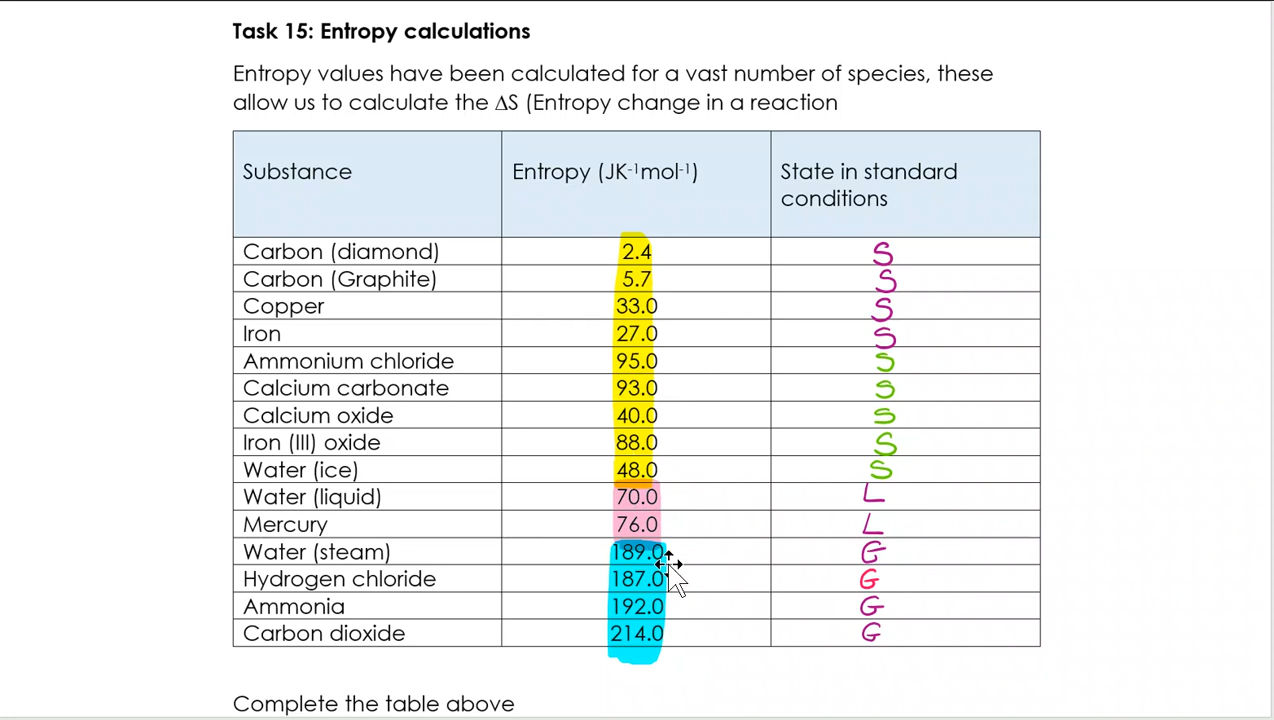 Task 15: Entropy calculations
Entropy values have been calculated for a vast number of species, these
allow us to calculate the ∆S (Entropy change in a reaction
Substance Entropy (JK⁻¹mol⁻¹) State in standard
conditions
Carbon (diamond) 2.4 S
Carbon (Graphite) 5.7 S
Copper 33.0 S
Iron 27.0 S
Ammonium chloride 95.0 S
Calcium carbonate 93.0 S
Calcium oxide 40.0 S
Iron (III) oxide 88.0 S
Water (ice) 48.0 S
Water (liquid) 70.0 L
Mercury 76.0 L
Water (steam) 189.0 G
Hydrogen chloride 187.0 G
Ammonia 192.0 G
Carbon dioxide 214.0 G
Complete the table above